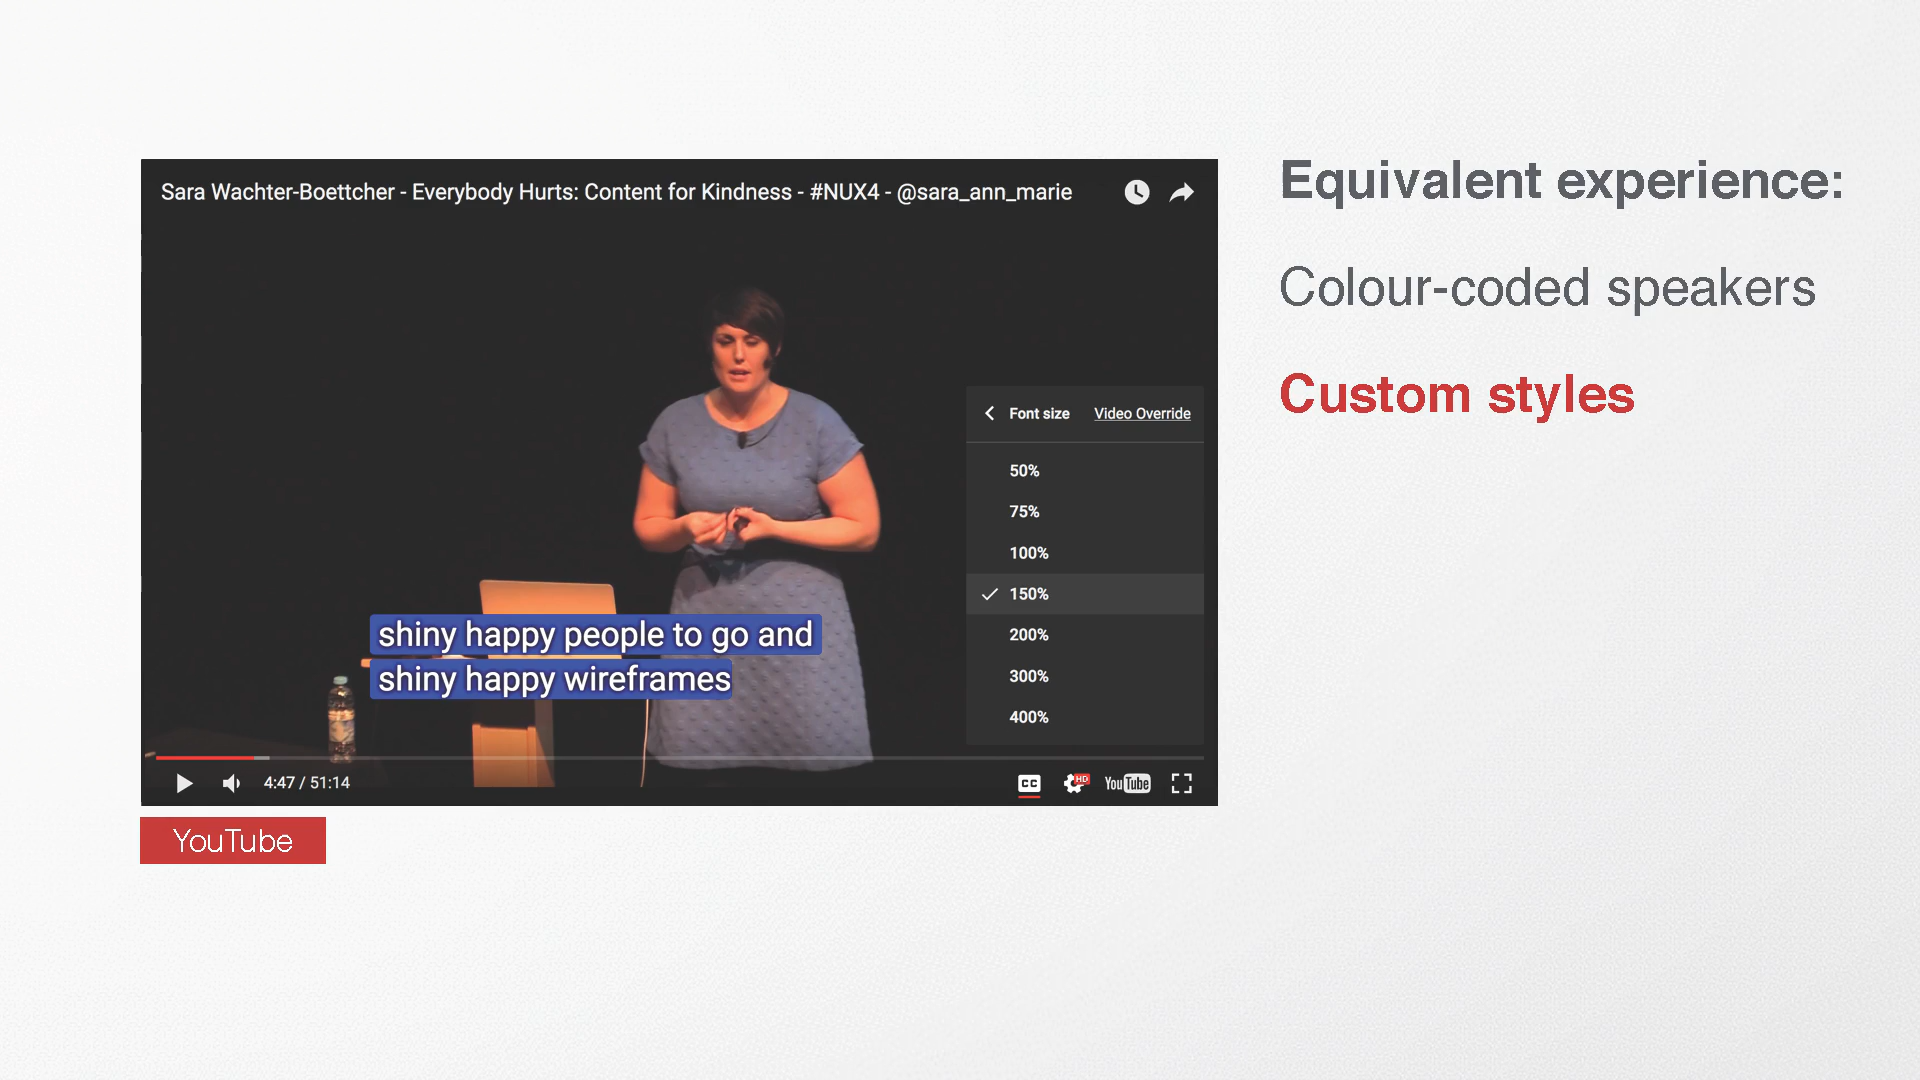 Sara Wachter-Boettcher - Everybody Hurts: Content for Kindness - #NUX4 - @sara_ann_marie
Font size Video Override
50%
75%
100%
150%
200%
300%
400%
shiny happy people to go and
shiny happy wireframes
4:47 / 51:14
CC
HD
YouTube
YouTube
Equivalent experience:
Colour-coded speakers
Custom styles